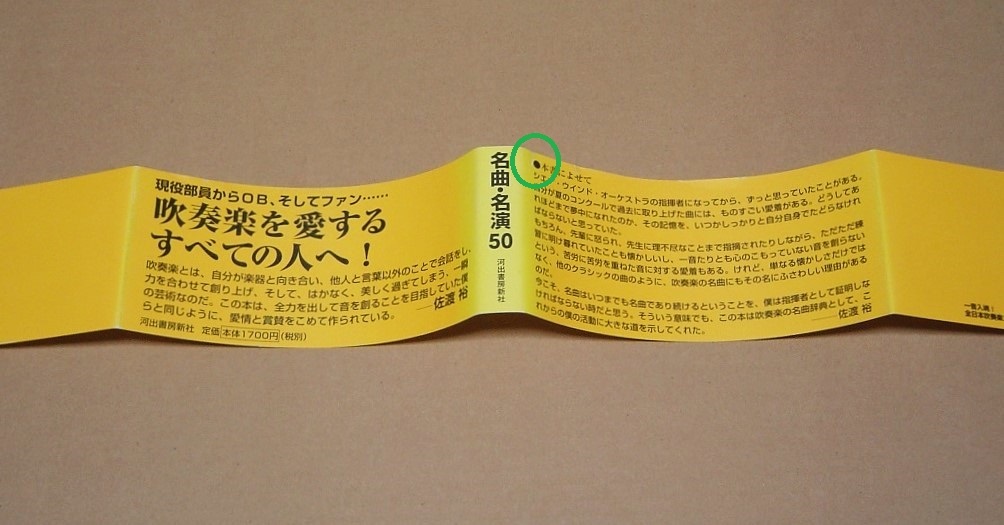 現役部員からOB、そしてファン……
吹奏楽を愛する
すべての人へ！
吹奏楽とは、自分が楽器と向き合い、他人と言葉以外のことで会話をし、
力を合わせて創り上げ、そして、はかなく、美しく過ぎてしまう、一瞬
の芸術なのだ。この本は、全力を出して音を創ることを目指していた僕
らと同じように、愛情と賞賛をこめて作られている。
──佐渡 裕
河出書房新社 定価 本体1700円(税別)
名曲・名演50
河出書房新社
●本書によせて
ウインド・オーケストラの指揮者になってから、ずっと思っていたことがある。
が夏のコンクールで過去に取り上げた曲には、ものすごい愛着がある。どうしてあ
れほどまで夢中になれたのか、その記憶を、いつかしっかりと自分自身でたどらなけれ
ばならないと思っていた。
もちろん、先輩に怒られ、先生に理不尽なことまで指摘されたりしながら、ただただ練
習に明け暮れていたことも懐かしいし、一音たりとも心のこもっていない音を創らない
という、苦労に苦労を重ねた音に対する愛着もある。けれど、単なる懐かしさだけでは
なく、他のクラシックの曲のように、吹奏楽の名曲にもその名にふさわしい理由がある
のだ。
今こそ、名曲はいつまでも名曲であり続けるということを、僕は指揮者として証明しな
ければならない時だと思う。そういう意味でも、この本は吹奏楽の名曲辞典として、こ
れからの僕の活動に大きな道を示してくれた。
──佐渡 裕
一音入魂！
全日本吹奏楽